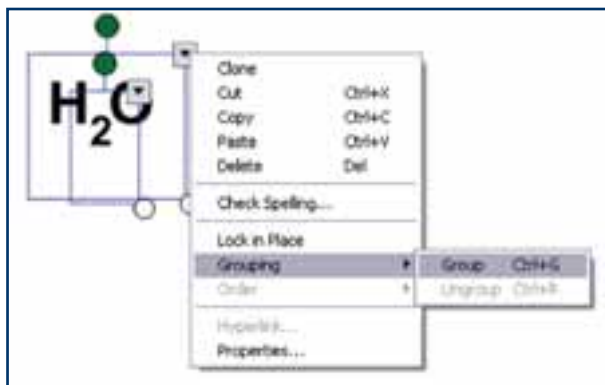 H2O
Clone
Cut Ctrl+X
Copy Ctrl+C
Paste Ctrl+V
Delete Del
Check Spelling...
Lock in Place
Grouping
Group Ctrl+G
Order
Ungroup Ctrl+R
Hyperlink...
Properties...